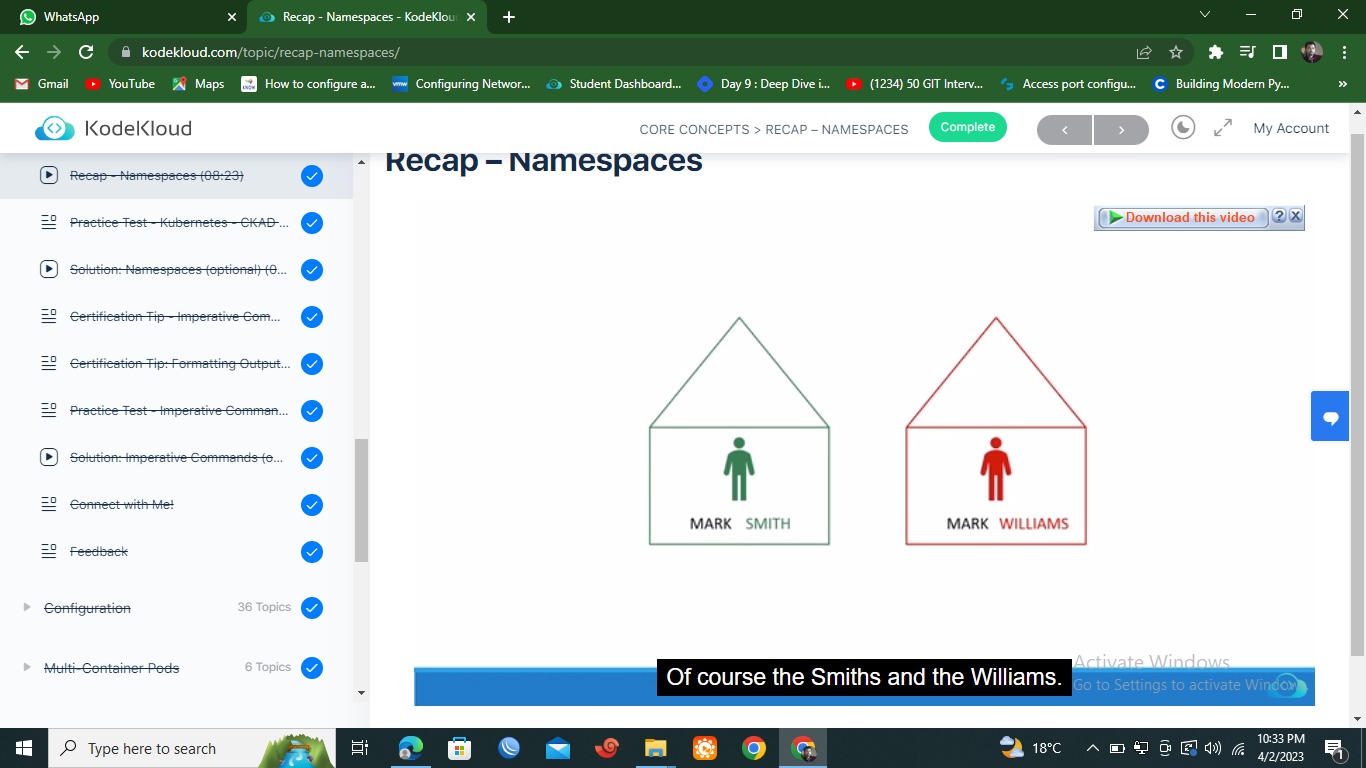 WhatsApp
Recap - Namespaces - KodeKlou
kodekloud.com/topic/recap-namespaces/
Gmail
YouTube
Maps
How to configure a...
Configuring Networ...
Student Dashboard...
Day 9 : Deep Dive i...
(1234) 50 GIT Interv...
Access port configu...
Building Modern Py...
KodeKloud
CORE CONCEPTS > RECAP – NAMESPACES
Complete
My Account
Recap - Namespaces (08:23)
Practice Test - Kubernetes - CKAD ...
Solution: Namespaces (optional) (0...
Certification Tip - Imperative Com...
Certification Tip: Formatting Output...
Practice Test - Imperative Comman...
Solution: Imperative Commands (o...
Connect with Me!
Feedback
Configuration 36 Topics
Multi-Container Pods 6 Topics
Recap – Namespaces
Download this video
MARK SMITH
MARK WILLIAMS
Of course the Smiths and the Williams.
Activate Windows
Go to Settings to activate Windows.
Type here to search
18°C
10:33 PM
4/2/2023
1